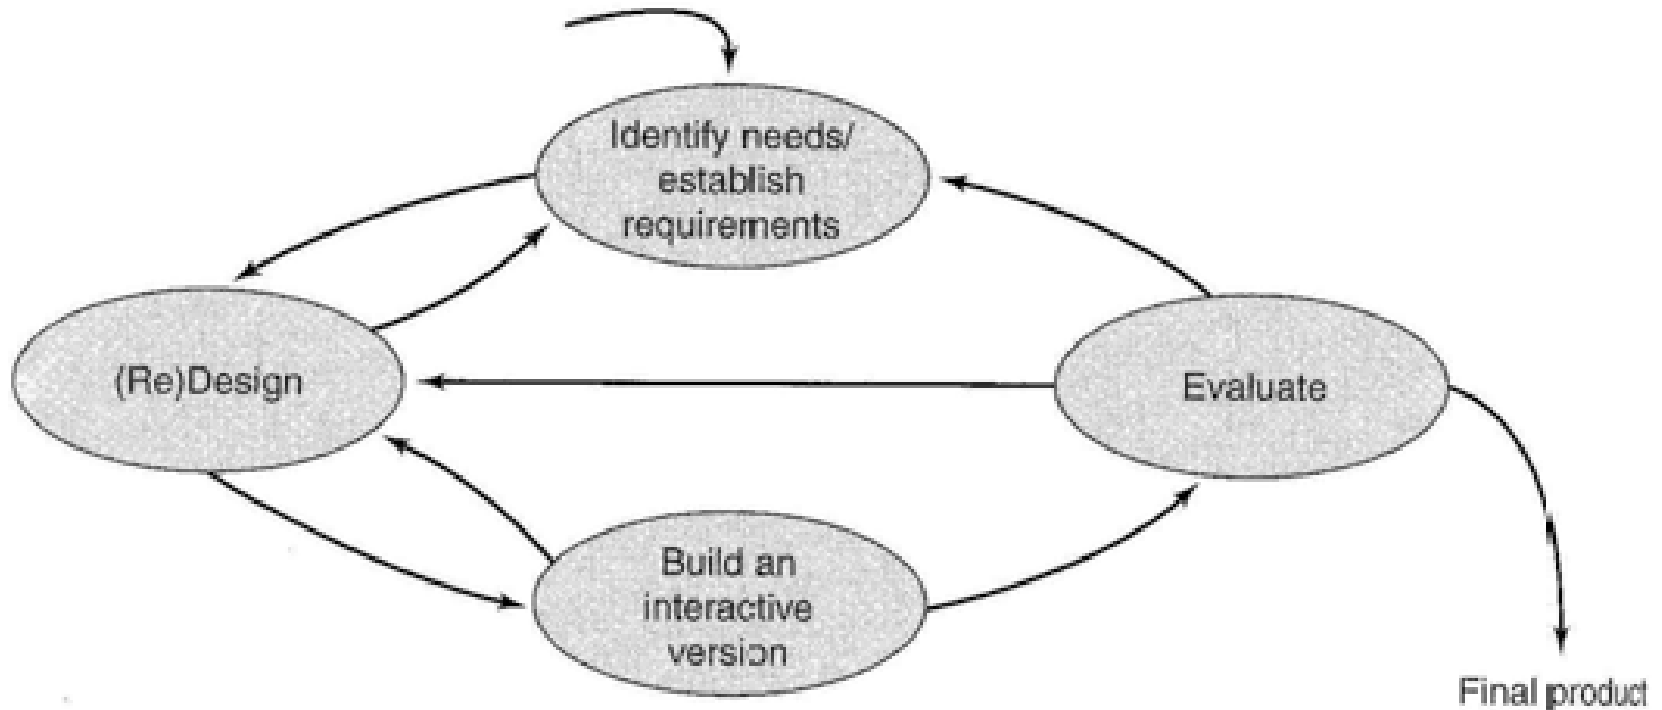 Identify needs/
establish
requirements
(Re)Design
Evaluate
Build an
interactive
version
Final product